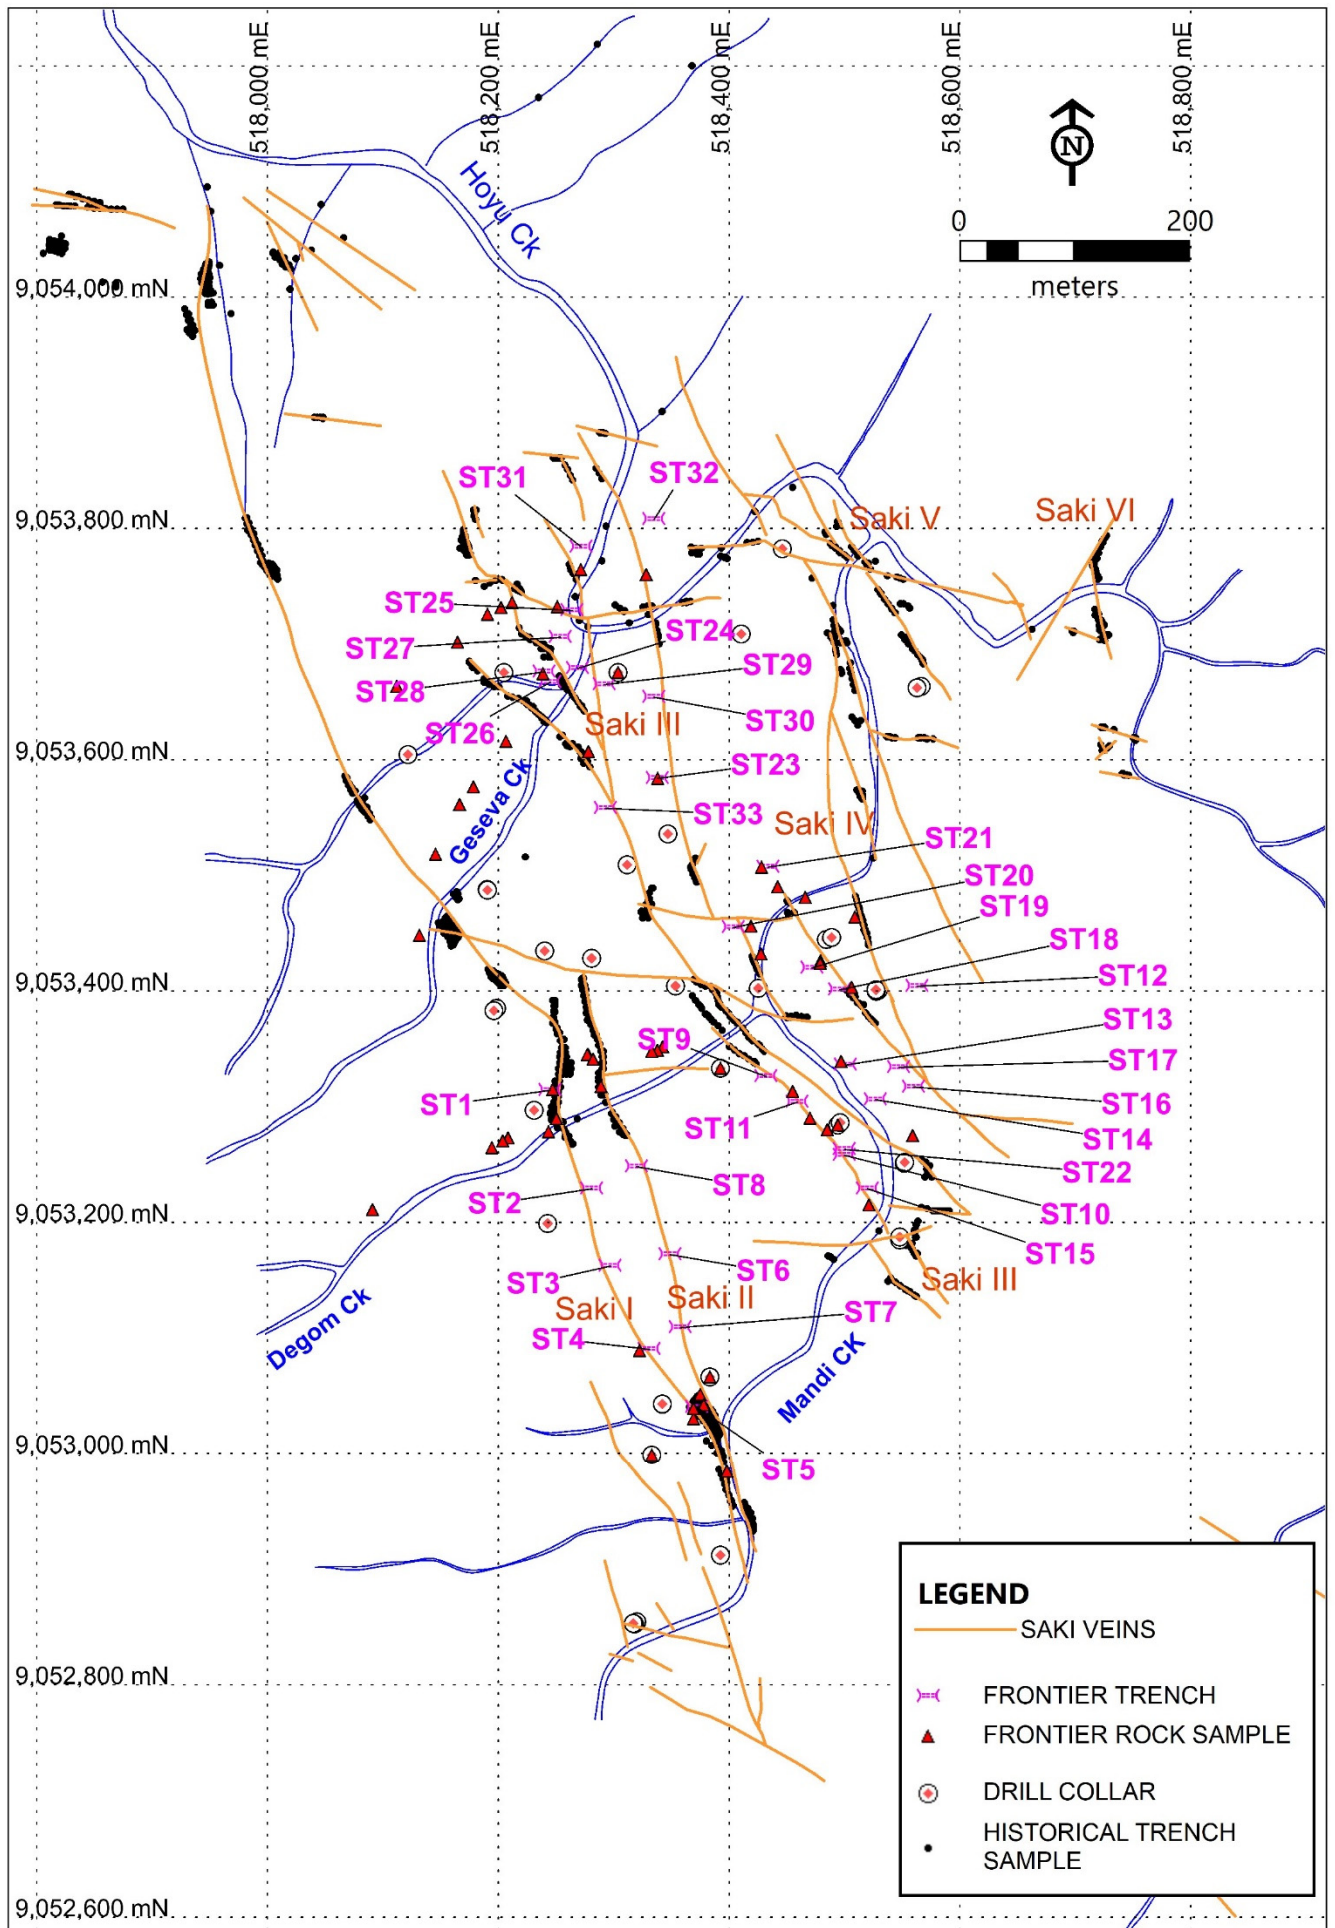 518,000 mE
518,200 mE
518,400 mE
518,600 mE
518,800 mE
N
Hoyu Ck
0 200
meters
9,054,000 mN
ST31
ST32
9,053,800 mN
Saki V
Saki VI
ST25
ST24
ST27
ST29
ST28
ST26
Saki III
ST30
9,053,600 mN
ST23
Geseva Ck
ST33
Saki IV
ST21
ST20
ST19
ST18
ST12
9,053,400 mN
ST13
ST9
ST17
ST1
ST16
ST11
ST14
ST22
ST8
ST2
9,053,200 mN
ST10
ST15
ST6
ST3
Saki III
Saki II
Saki I
ST7
ST4
Degom Ck
Mandi CK
9,053,000 mN
ST5
LEGEND
SAKI VEINS
9,052,800 mN
FRONTIER TRENCH
FRONTIER ROCK SAMPLE
DRILL COLLAR
HISTORICAL TRENCH
SAMPLE
9,052,600 mN